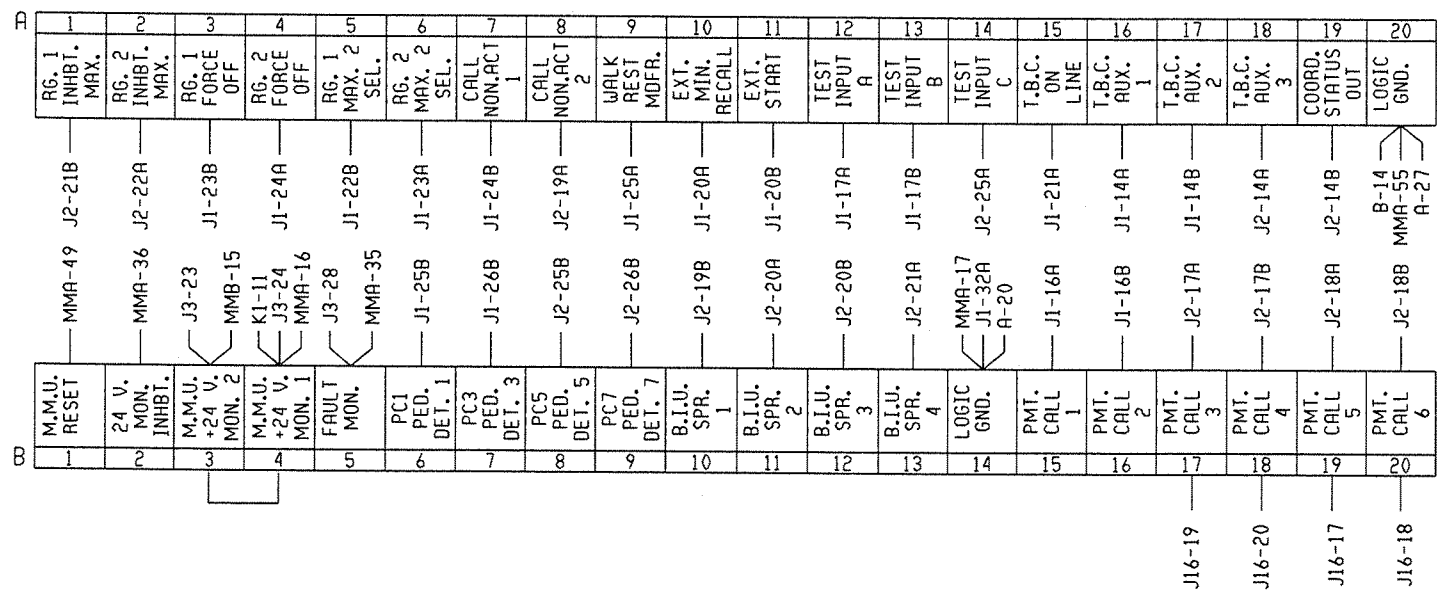 A
1 2 3 4 5 6 7 8 9 10 11 12 13 14 15 16 17 18 19 20
RG. 1
INHBT.
MAX.
RG. 2
INHBT.
MAX.
RG. 1
FORCE
OFF
RG. 2
FORCE
OFF
RG. 1
MAX. 2
SEL.
RG. 2
MAX. 2
SEL.
CALL
NON.ACT
1
CALL
NON.ACT
2
WALK
REST
MDFR.
EXT.
MIN.
RECALL
EXT.
START
TEST
INPUT
A
TEST
INPUT
B
TEST
INPUT
C
T.B.C.
ON
LINE
T.B.C.
AUX.
1
T.B.C.
AUX.
2
T.B.C.
AUX.
3
COORD.
STATUS
OUT
LOGIC
GND.
J2-21B
J2-22A
J1-23B
J1-24A
J1-22B
J1-23A
J1-24B
J2-19A
J1-25A
J1-20A
J1-20B
J1-17A
J1-17B
J2-25A
J1-21A
J1-14A
J1-14B
J2-14A
J2-14B
B-14
MMA-55
A-27
MMA-49
MMA-36
J3-23
MMB-15
K1-11
J3-24
MMA-16
J3-28
MMA-35
J1-25B
J1-26B
J2-25B
J2-26B
J2-19B
J2-20A
J2-20B
J2-21A
MMA-17
J1-32A
A-20
J1-16A
J1-16B
J2-17A
J2-17B
J2-18A
J2-18B
M.M.U.
RESET
24 V.
MON.
INHBT.
M.M.U.
+24 V.
MON. 2
M.M.U.
+24 V.
MON. 1
FAULT
MON.
PC1
PED.
DET. 1
PC3
PED.
DET. 3
PC5
PED.
DET. 5
PC7
PED.
DET. 7
B.I.U.
SPR.
1
B.I.U.
SPR.
2
B.I.U.
SPR.
3
B.I.U.
SPR.
4
LOGIC
GND.
PMT.
CALL
1
PMT.
CALL
2
PMT.
CALL
3
PMT.
CALL
4
PMT.
CALL
5
PMT.
CALL
6
B
1 2 3 4 5 6 7 8 9 10 11 12 13 14 15 16 17 18 19 20
J16-19
J16-20
J16-17
J16-18